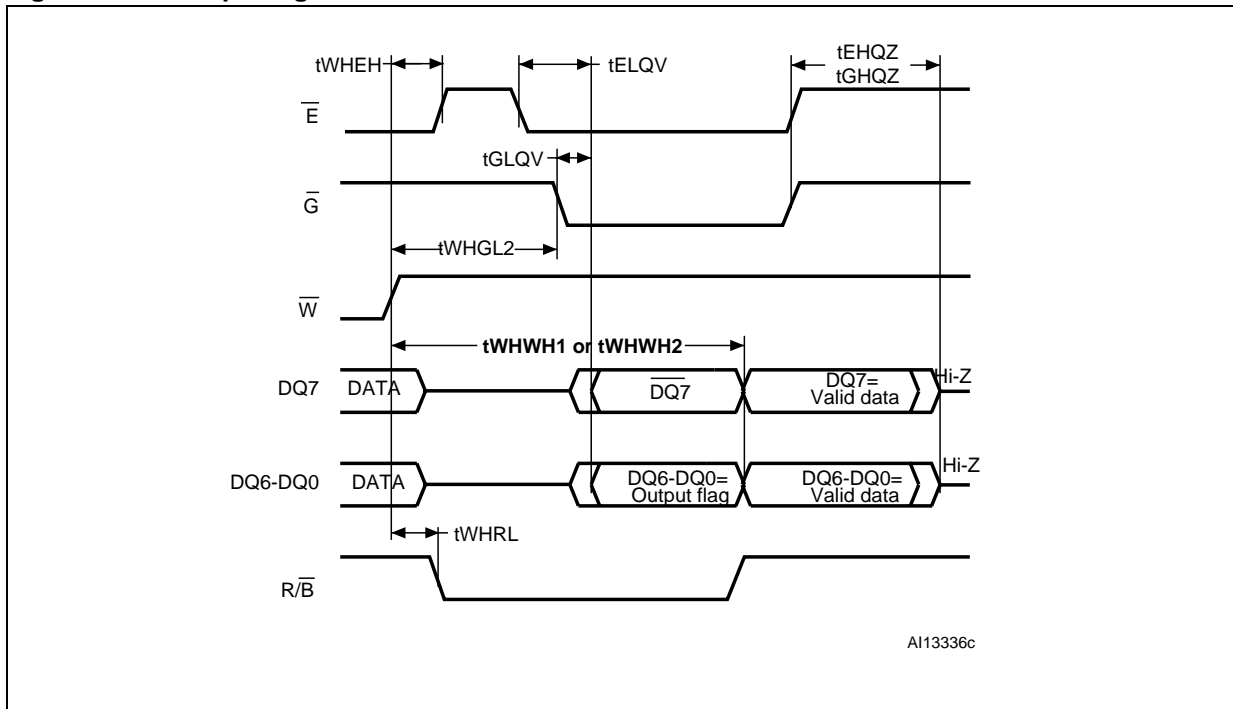 tWHEH
tELQV
tEHQZ
tGHQZ
E̅
tGLQV
G̅
tWHGL2
W̅
tWHWH1 or tWHWH2
DQ7
DATA
D̅Q̅7̅
DQ7=
Valid data
Hi-Z
DQ6-DQ0
DATA
DQ6-DQ0=
Output flag
DQ6-DQ0=
Valid data
Hi-Z
tWHRL
R/B̅
AI13336c